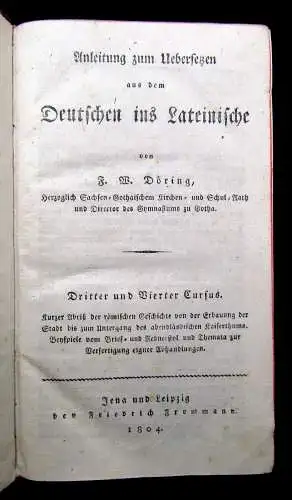 Anleitung zum Uebersetzen
aus dem
Deutschen ins Lateinische
von
F. W. Döring,
Herzoglich Sachsen-Gothaischem Kirchen- und Schul-Rath
und Director des Gymnasiums zu Gotha.
Dritter und Vierter Cursus.
Kurzer Abriß der römischen Geschichte von der Erbauung der
Stadt bis zum Untergang des abendländischen Kaiserthums.
Beyspiele vom Brief- und Rednerstyl und Themata zur
Verfertigung eigner Abhandlungen.
Jena und Leipzig
bey Friedrich Frommann.
1804.